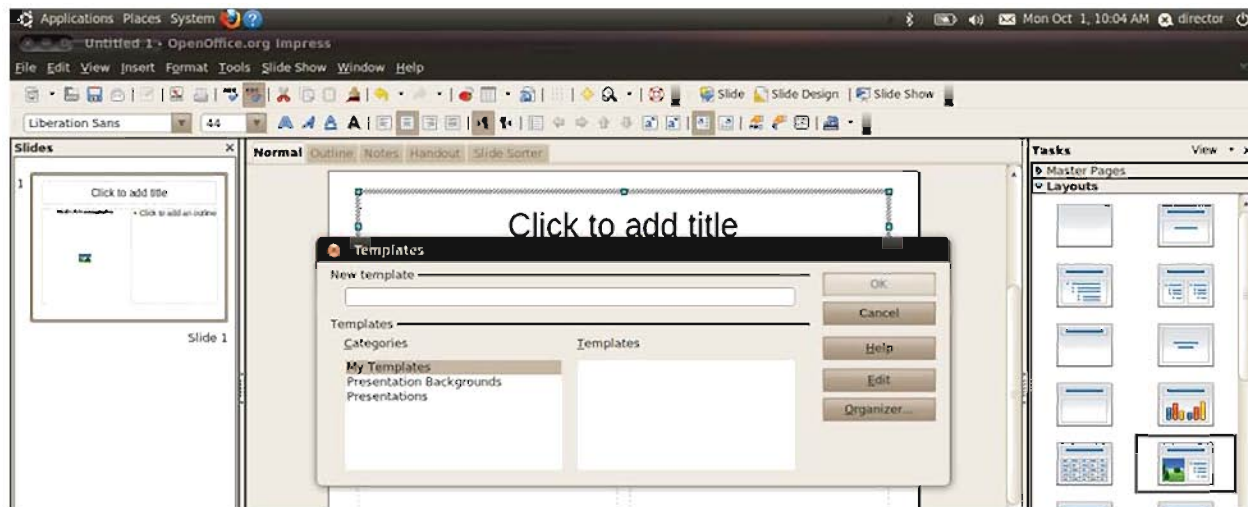 Applications Places System
Mon Oct 1, 10:04 AM director
Untitled 1 - OpenOffice.org Impress
File Edit View Insert Format Tools Slide Show Window Help
Slide Slide Design Slide Show
Liberation Sans 44
Slides
Normal Outline Notes Handout Slide Sorter
Tasks View
Master Pages
Layouts
1
Click to add title
• Click to add an outline
Slide 1
Click to add title
Templates
New template
OK
Cancel
Templates
Categories
Templates
Help
My Templates
Presentation Backgrounds
Presentations
Edit
Organizer...